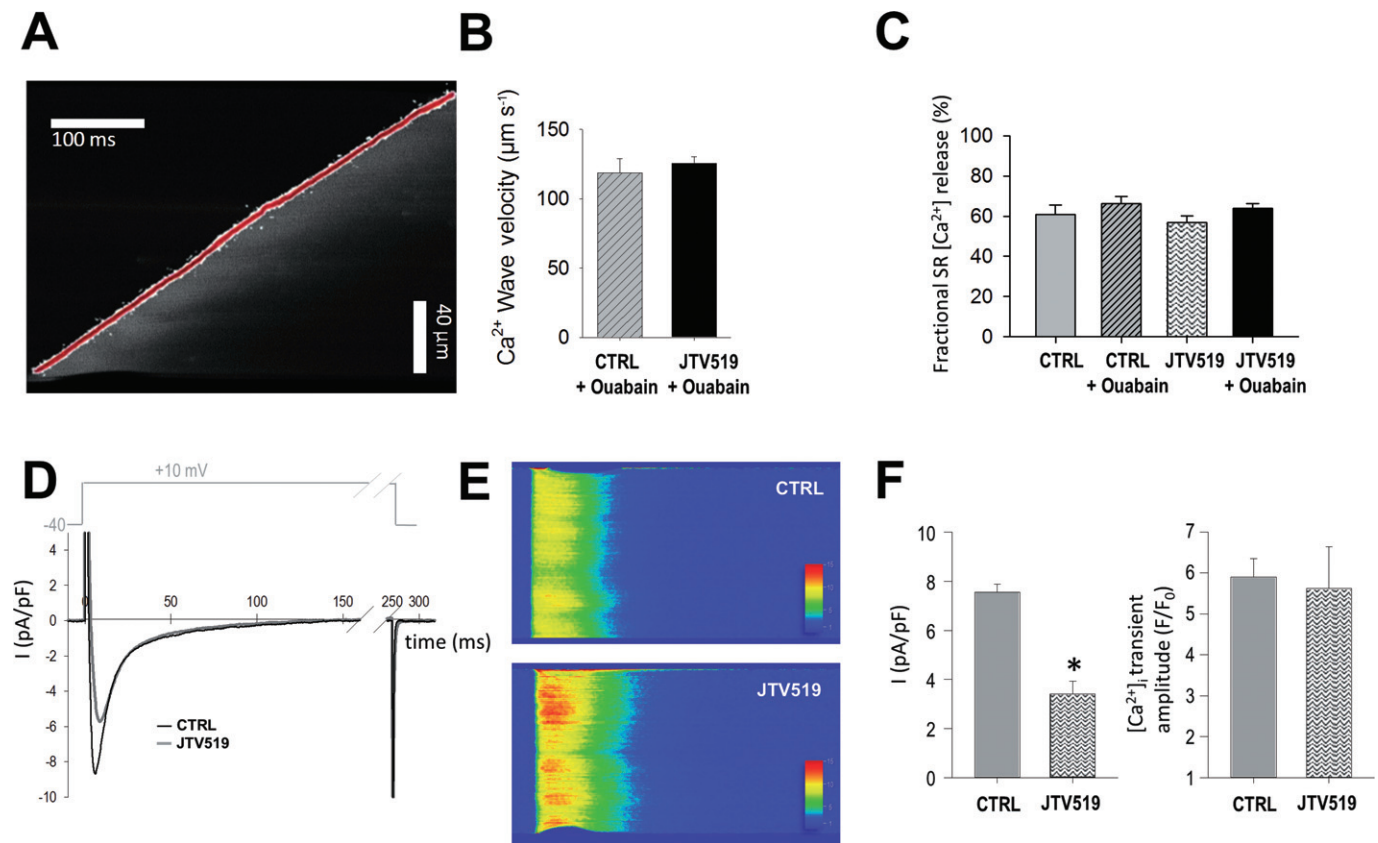 A
100 ms
40 µm
B
Ca²⁺ Wave velocity (µm s⁻¹)
150
100
50
0
CTRL
+ Ouabain
JTV519
+ Ouabain
C
Fractional SR [Ca²⁺] release (%)
100
80
60
40
20
0
CTRL
CTRL
+ Ouabain
JTV519
JTV519
+ Ouabain
D
+10 mV
-40
I (pA/pF)
4
2
0
-2
-4
-6
-8
-10
0
50
100
150
250
300
time (ms)
CTRL
JTV519
E
CTRL
JTV519
F
I (pA/pF)
10
8
6
4
2
0
*
CTRL
JTV519
[Ca²⁺]ᵢ transient
amplitude (F/F₀)
7
6
5
4
3
2
1
CTRL
JTV519